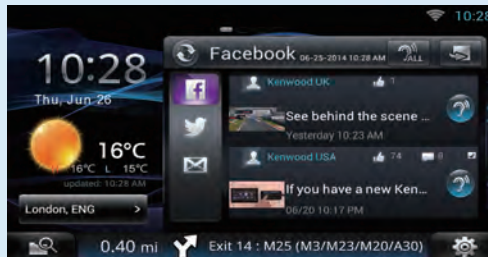 10:28
Facebook 06-25-2014 10:28 AM
ALL
10:28
Thu, Jun 26
16°C
16°C L 15°C
updated: 10:28 AM
London, ENG >
f
Kenwood UK 1
See behind the scene ...
Yesterday 10:23 AM
Kenwood USA 74 8
If you have a new Ken...
06/20 10:17 PM
0.40 mi Exit 14 : M25 (M3/M23/M20/A30)